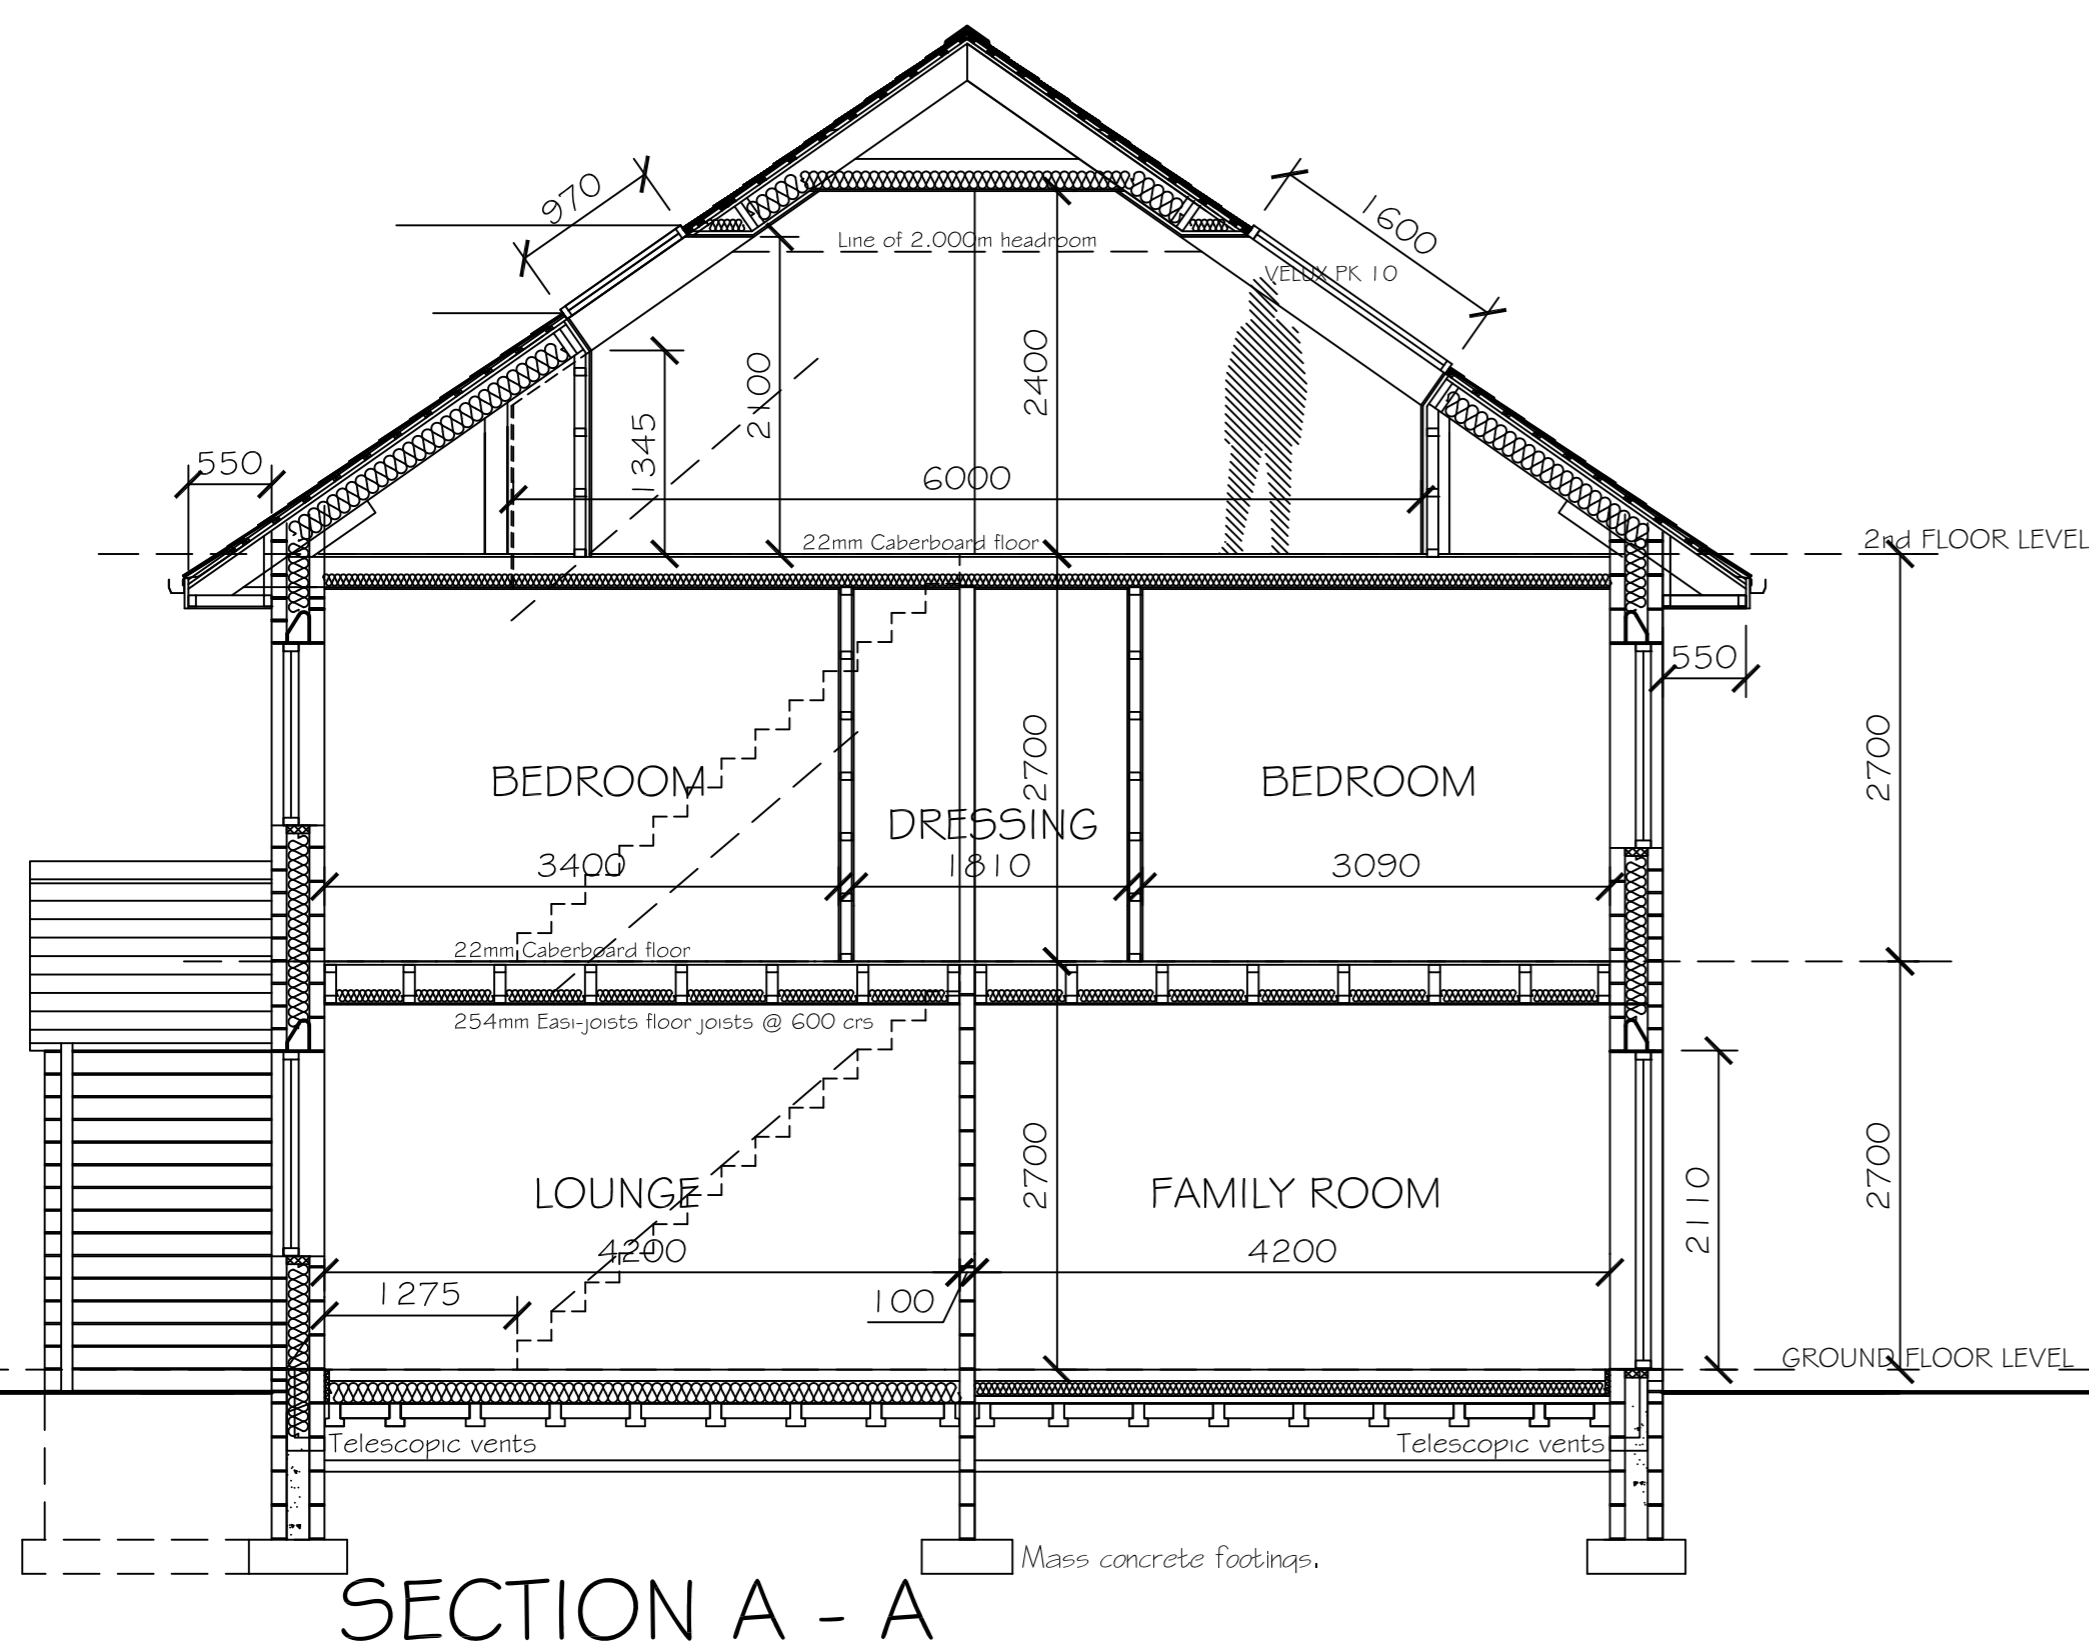 970
1600
Line of 2.000m headroom
VELUX PK 10
2100
2400
1345
550
6000
22mm Caberboard floor
2nd FLOOR LEVEL
550
2700
2700
BEDROOM
BEDROOM
DRESSING
3400
1810
3090
22mm Caberboard floor
254mm Easi-joists floor joists @ 600 crs
2700
2700
2110
LOUNGE
FAMILY ROOM
4200
4200
1275
100
GROUND FLOOR LEVEL
Telescopic vents
Telescopic vents
Mass concrete footings.
SECTION A - A